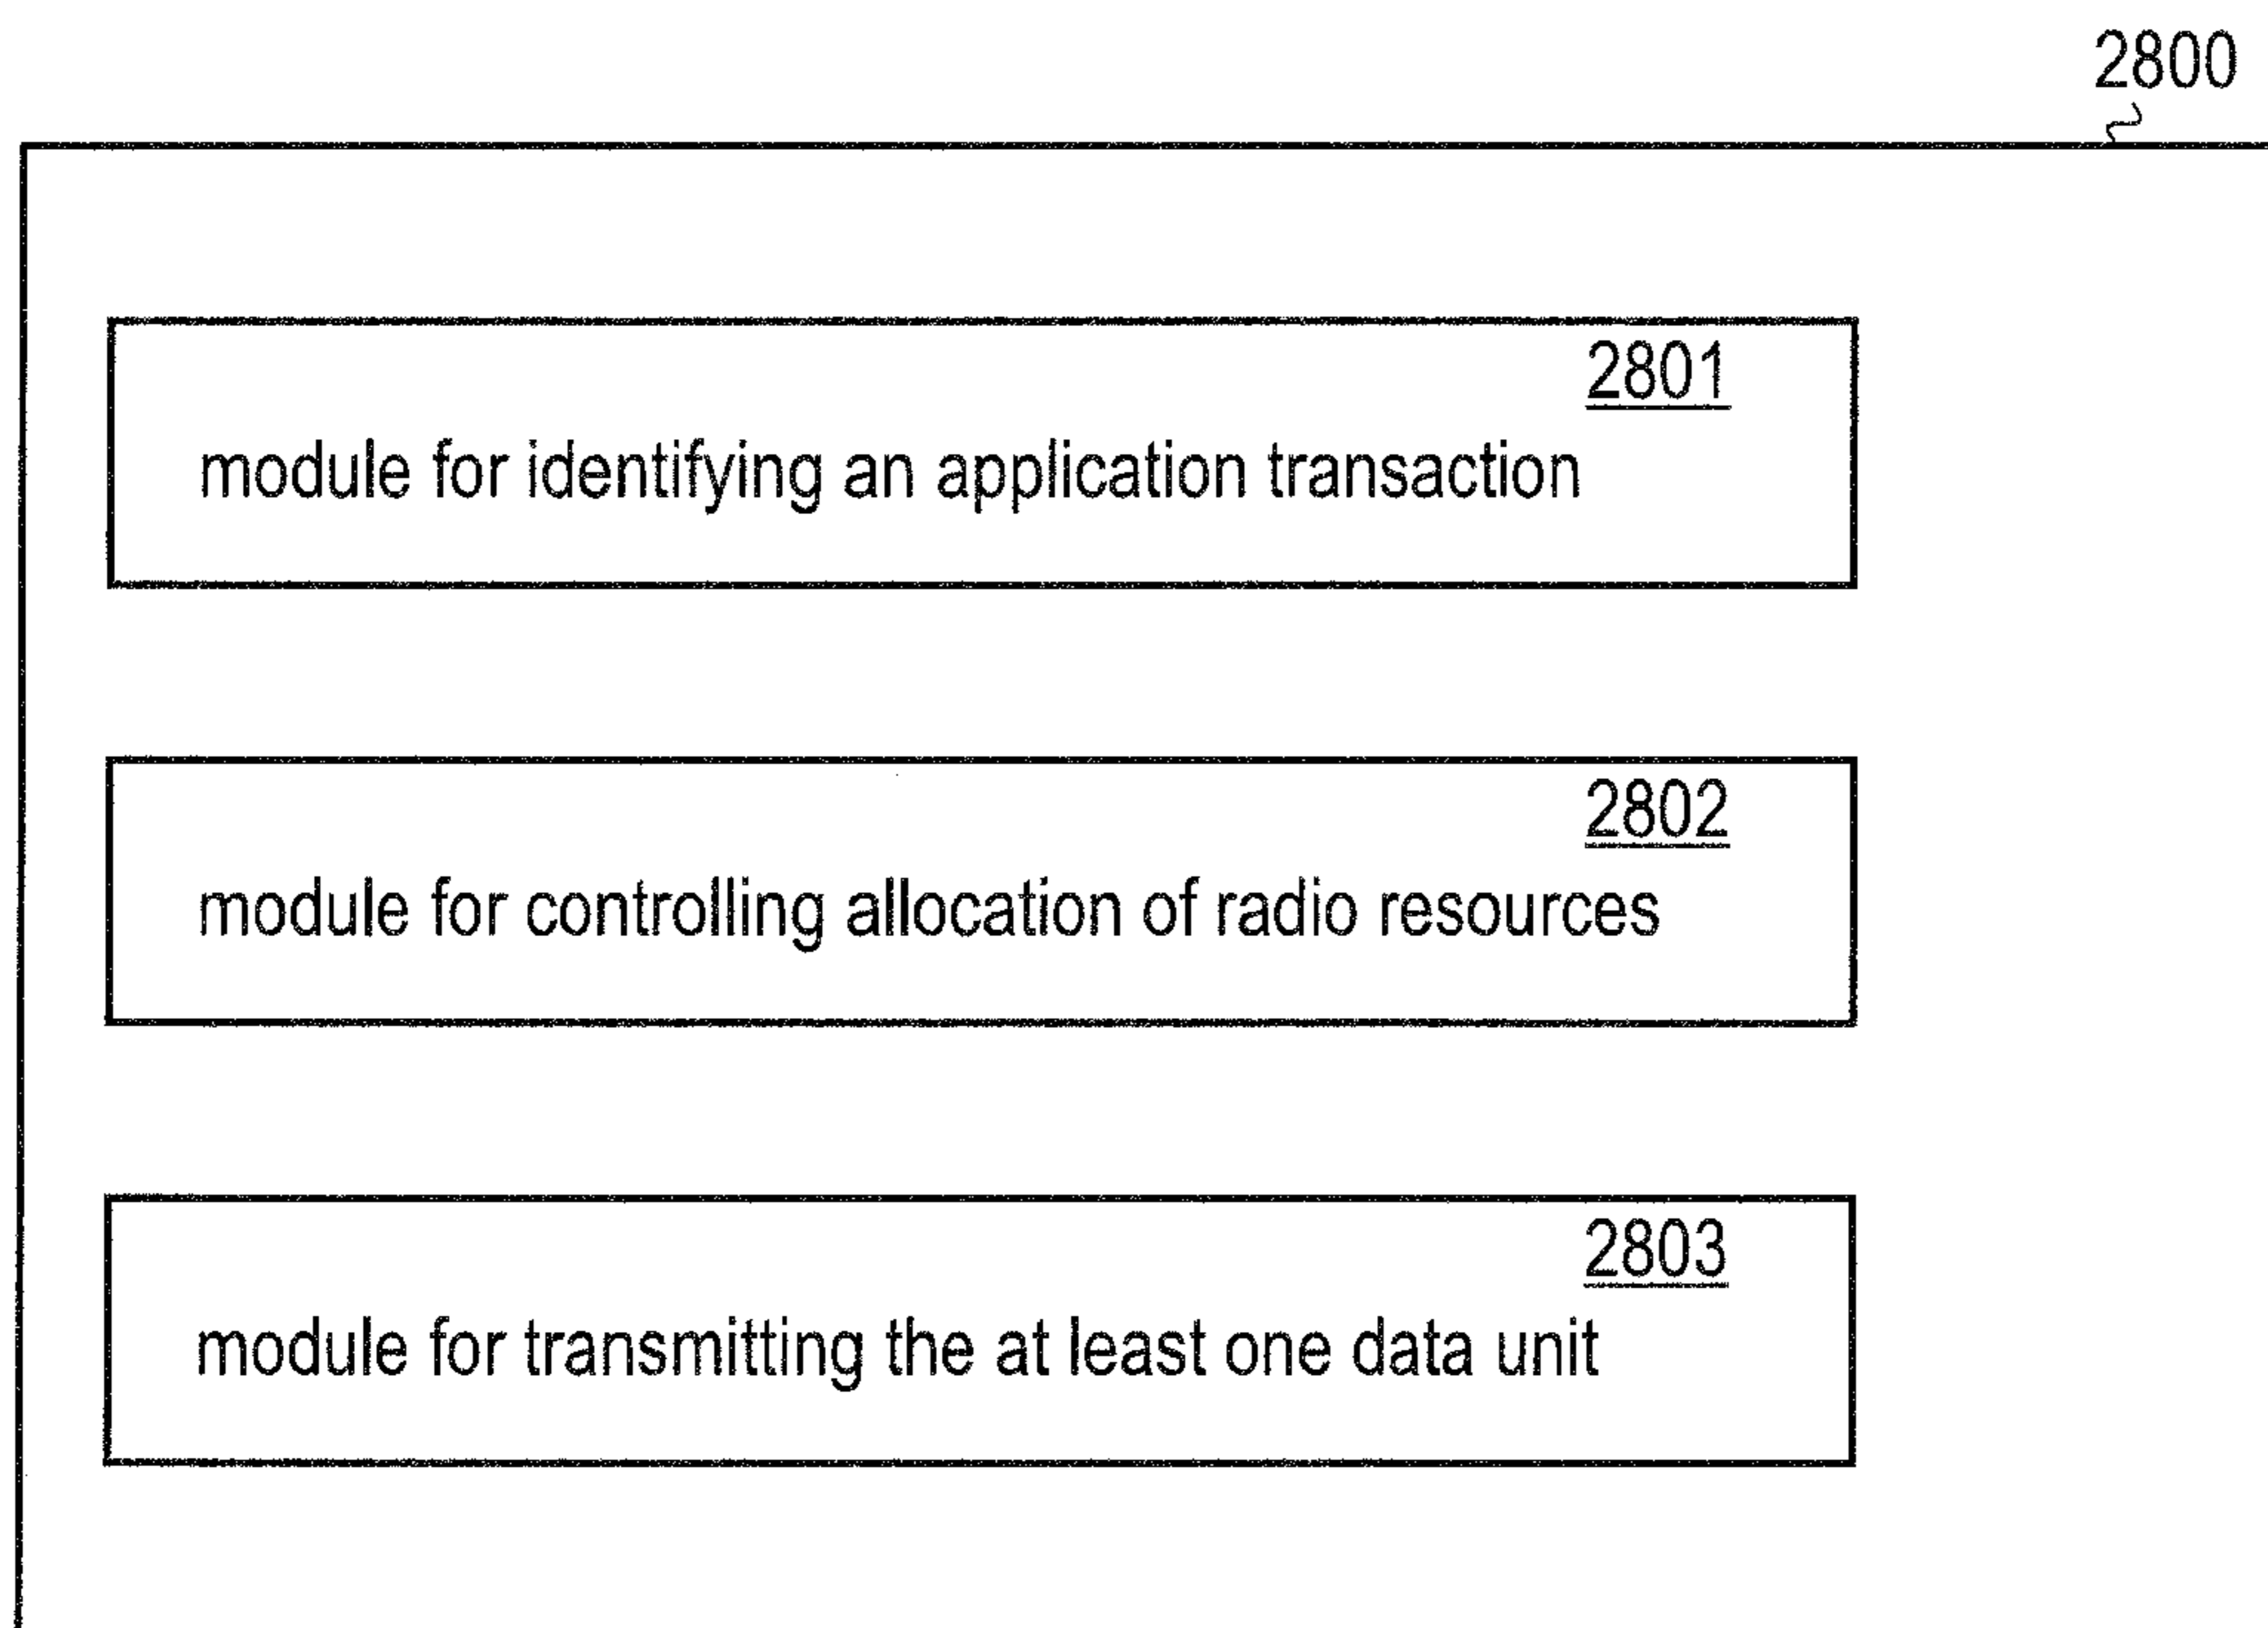 2800
2801
module for identifying an application transaction
2802
module for controlling allocation of radio resources
2803
module for transmitting the at least one data unit